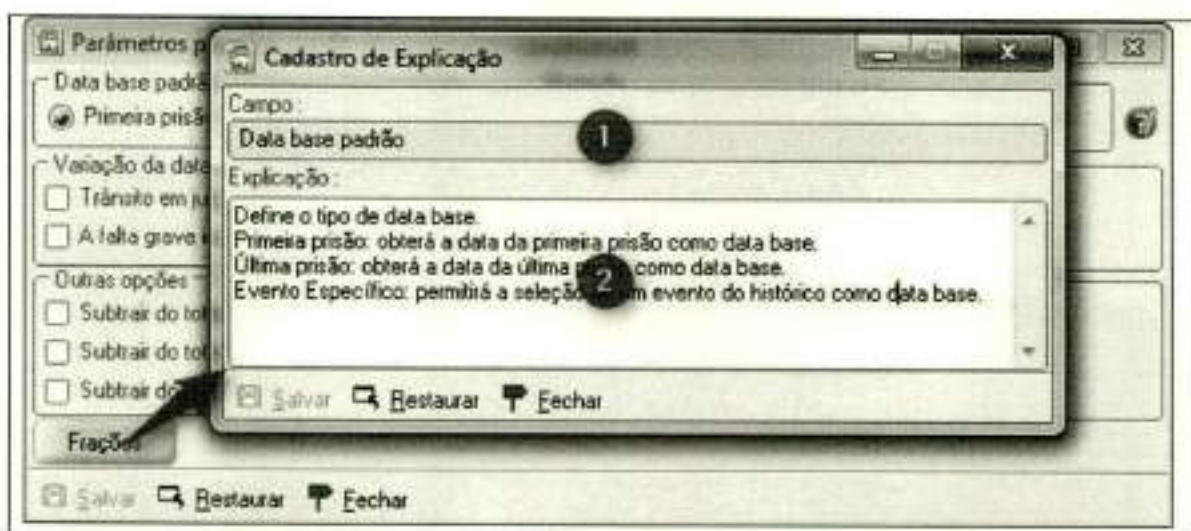 Parâmetros p
Cadastro de Explicação
Data base padrã
Primeira prisã
Campo :
Data base padrão
1
Variação da data
Trânsito em ju
A falta grave
Explicação :
Define o tipo de data base.
Primeira prisão: obterá a data da primeira prisão como data base.
Última prisão: obterá a data da última como data base.
Evento Específico: permitirá a seleção um evento do histórico como data base.
2
Outras opções
Subtrair do tot
Subtrair do tot
Subtrair do
Salvar Restaurar Fechar
Frações
Salvar Restaurar Fechar